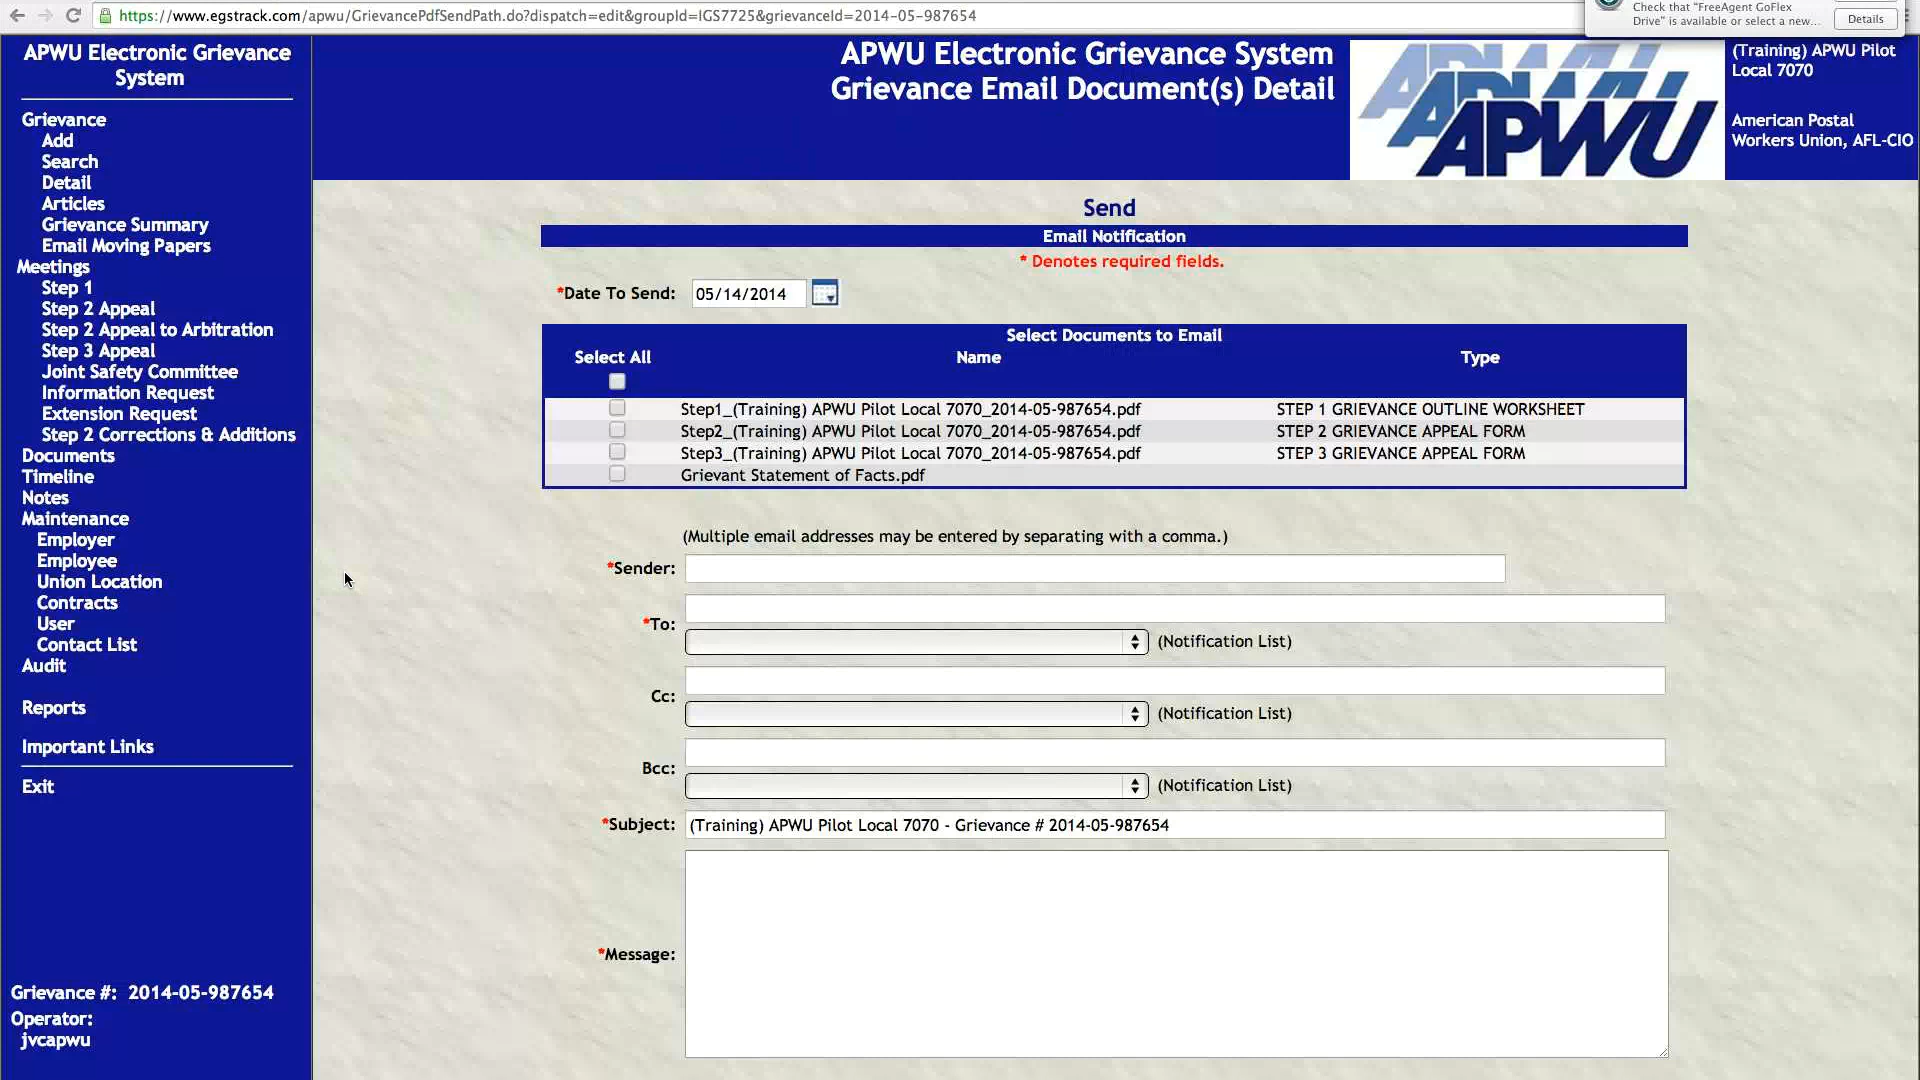 https://www.egstrack.com/apwu/GrievancePdfSendPath.do?dispatch=edit&groupId=IGS7725&grievanceId=2014-05-987654
Check that "FreeAgent GoFlex
Drive" is available or select a new...
Details
APWU Electronic Grievance
System
Grievance
Add
Search
Detail
Articles
Grievance Summary
Email Moving Papers
Meetings
Step 1
Step 2 Appeal
Step 2 Appeal to Arbitration
Step 3 Appeal
Joint Safety Committee
Information Request
Extension Request
Step 2 Corrections & Additions
Documents
Timeline
Notes
Maintenance
Employer
Employee
Union Location
Contracts
User
Contact List
Audit
Reports
Important Links
Exit
Grievance #: 2014-05-987654
Operator:
jvcapwu
APWU Electronic Grievance System
Grievance Email Document(s) Detail
APWU
(Training) APWU Pilot
Local 7070
American Postal
Workers Union, AFL-CIO
Send
Email Notification
* Denotes required fields.
*Date To Send: 05/14/2014
Select Documents to Email
Select All Name Type
Step1_(Training) APWU Pilot Local 7070_2014-05-987654.pdf STEP 1 GRIEVANCE OUTLINE WORKSHEET
Step2_(Training) APWU Pilot Local 7070_2014-05-987654.pdf STEP 2 GRIEVANCE APPEAL FORM
Step3_(Training) APWU Pilot Local 7070_2014-05-987654.pdf STEP 3 GRIEVANCE APPEAL FORM
Grievant Statement of Facts.pdf
(Multiple email addresses may be entered by separating with a comma.)
*Sender:
*To:
(Notification List)
Cc:
(Notification List)
Bcc:
(Notification List)
*Subject: (Training) APWU Pilot Local 7070 - Grievance # 2014-05-987654
*Message: